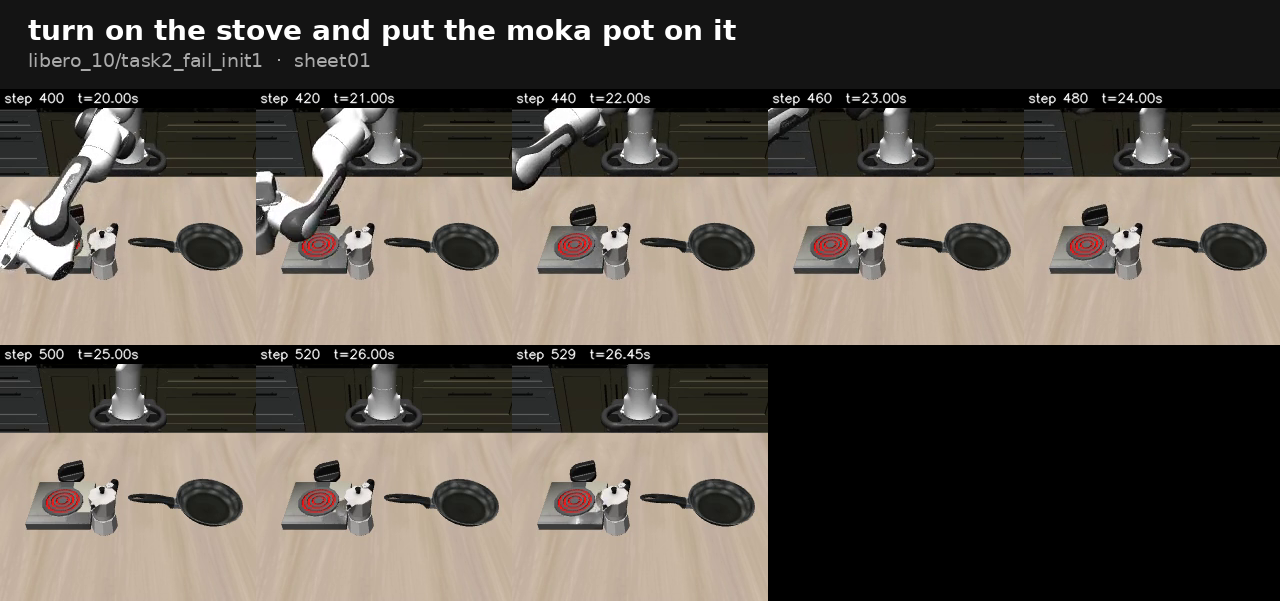 turn on the stove and put the moka pot on it
libero_10/task2_fail_init1 · sheet01
step 400 t=20.00s
step 420 t=21.00s
step 440 t=22.00s
step 460 t=23.00s
step 480 t=24.00s
step 500 t=25.00s
step 520 t=26.00s
step 529 t=26.45s